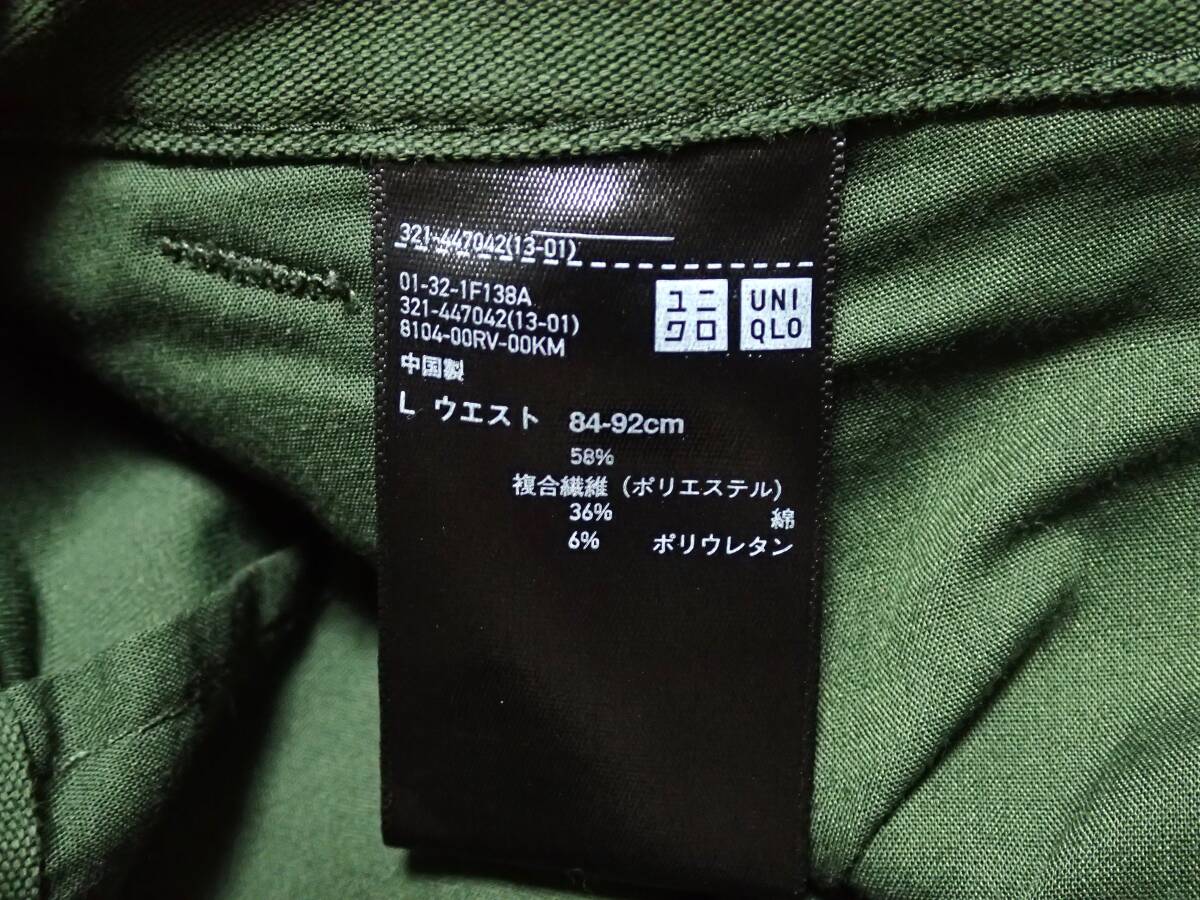 321-447042(13-01)
01-32-1F138A
321-447042(13-01)
8104-00RV-00KM
ユニ
クロ
UNI
QLO
中国製
L ウエスト 84-92cm
58%
複合繊維 (ポリエステル)
36% 綿
6% ポリウレタン